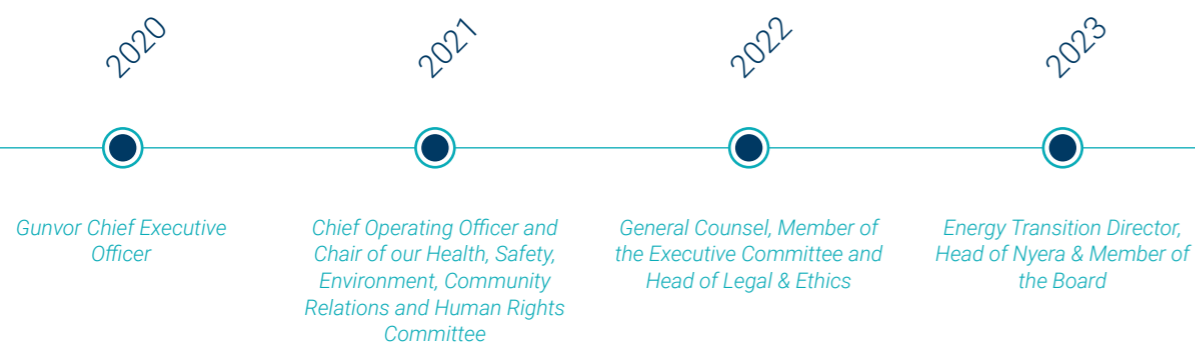 2020
2021
2022
2023
Gunvor Chief Executive
Officer
Chief Operating Officer and
Chair of our Health, Safety,
Environment, Community
Relations and Human Rights
Committee
General Counsel, Member of
the Executive Committee and
Head of Legal & Ethics
Energy Transition Director,
Head of Nyera & Member of
the Board